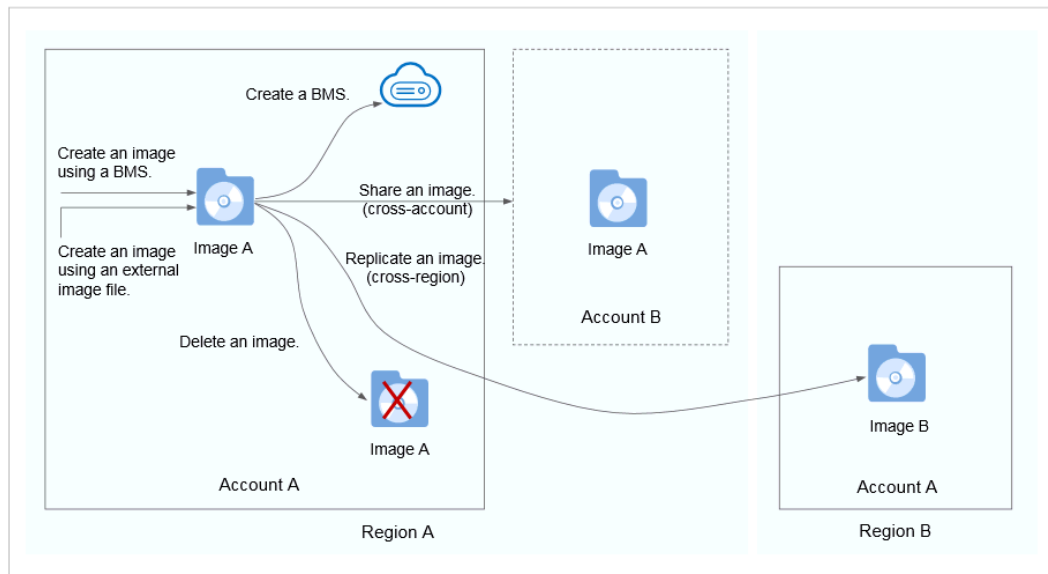 Create a BMS.
Create an image
using a BMS.
Image A
Create an image
using an external
image file.
Share an image.
(cross-account)
Replicate an image.
(cross-region)
Delete an image.
Image A
Account A
Region A
Image A
Account B
Image B
Account A
Region B